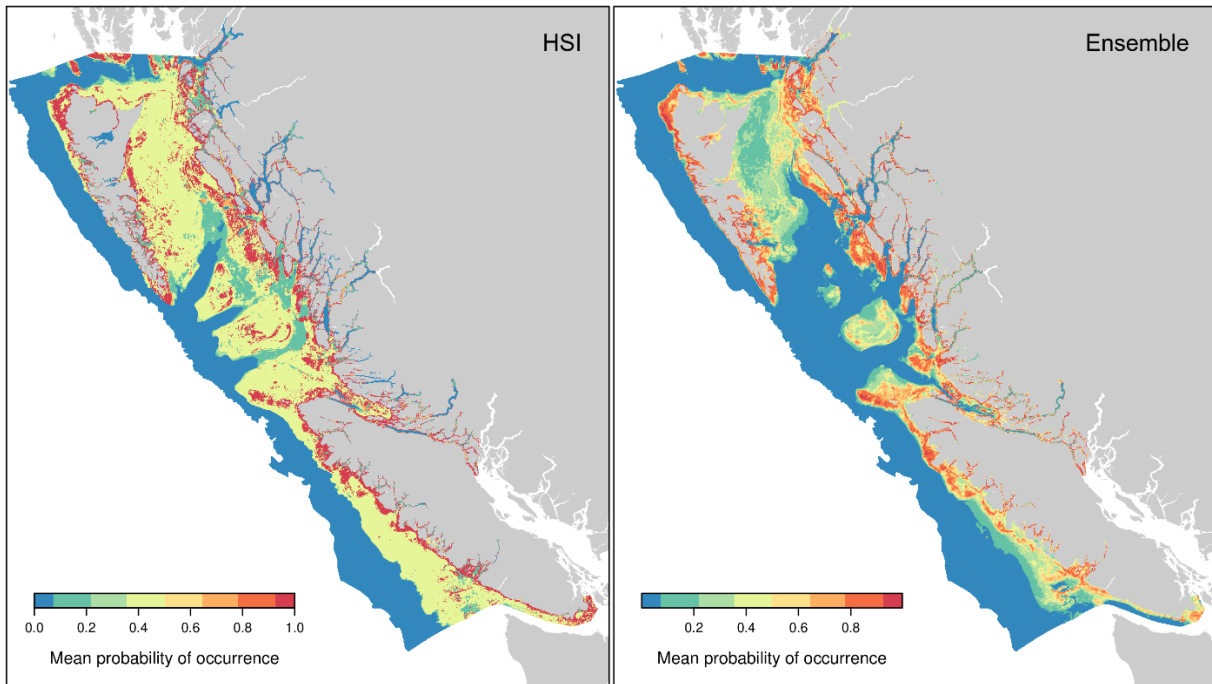 HSI
0.0 0.2 0.4 0.6 0.8 1.0
Mean probability of occurrence
Ensemble
0.2 0.4 0.6 0.8
Mean probability of occurrence